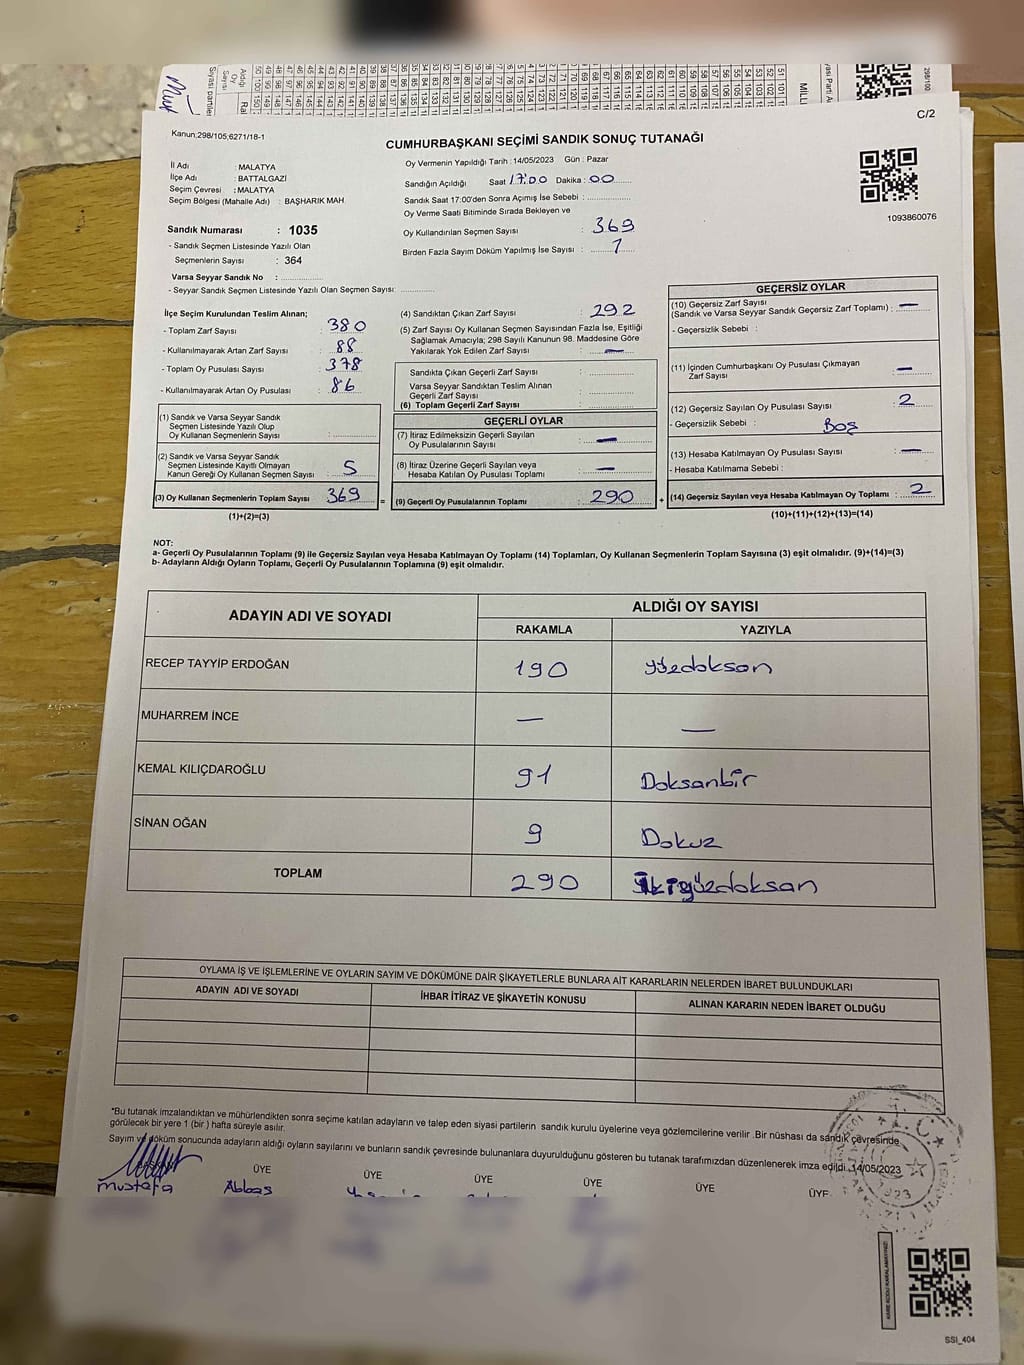 C/2
Kanun;298/105;6271/18-1
CUMHURBAŞKANI SEÇİMİ SANDIK SONUÇ TUTANAĞI
İl Adı : MALATYA
İlçe Adı : BATTALGAZİ
Seçim Çevresi : MALATYA
Seçim Bölgesi (Mahalle Adı) : BAŞHARIK MAH.
Oy Vermenin Yapıldığı Tarih : 14/05/2023 Gün : Pazar
Sandığın Açıldığı Saat 17:00 Dakika : 00
Sandık Saat 17:00'den Sonra Açımış İse Sebebi :
Oy Verme Saati Bitiminde Sırada Bekleyen ve
Oy Kullandırılan Seçmen Sayısı : 369
Birden Fazla Sayım Döküm Yapılmış İse Sayısı : 1
1093860076
Sandık Numarası : 1035
- Sandık Seçmen Listesinde Yazılı Olan
Seçmenlerin Sayısı : 364
Varsa Seyyar Sandık No :
- Seyyar Sandık Seçmen Listesinde Yazılı Olan Seçmen Sayısı:
İlçe Seçim Kurulundan Teslim Alınan;
- Toplam Zarf Sayısı : 380
- Kullanılmayarak Artan Zarf Sayısı : 88
- Toplam Oy Pusulası Sayısı : 378
- Kullanılmayarak Artan Oy Pusulası : 86
(1) Sandık ve Varsa Seyyar Sandık
Seçmen Listesinde Yazılı Olup
Oy Kullanan Seçmenlerin Sayısı :
(2) Sandık ve Varsa Seyyar Sandık
Seçmen Listesinde Kayıtlı Olmayan
Kanun Gereği Oy Kullanan Seçmen Sayısı : 5
(3) Oy Kullanan Seçmenlerin Toplam Sayısı : 369 =
(1)+(2)=(3)
(4) Sandıktan Çıkan Zarf Sayısı : 292
(5) Zarf Sayısı Oy Kullanan Seçmen Sayısından Fazla İse, Eşitliği
Sağlamak Amacıyla; 298 Sayılı Kanunun 98. Maddesine Göre
Yakılarak Yok Edilen Zarf Sayısı : —
Sandıkta Çıkan Geçerli Zarf Sayısı :
Varsa Seyyar Sandıktan Teslim Alınan
Geçerli Zarf Sayısı :
(6) Toplam Geçerli Zarf Sayısı :
GEÇERLİ OYLAR
(7) İtiraz Edilmeksizin Geçerli Sayılan
Oy Pusulalarının Sayısı : —
(8) İtiraz Üzerine Geçerli Sayılan veya
Hesaba Katılan Oy Pusulası Toplamı : —
(9) Geçerli Oy Pusulalarının Toplamı : 290 +
GEÇERSİZ OYLAR
(10) Geçersiz Zarf Sayısı
(Sandık ve Varsa Seyyar Sandık Geçersiz Zarf Toplamı) : —
- Geçersizlik Sebebi :
(11) İçinden Cumhurbaşkanı Oy Pusulası Çıkmayan
Zarf Sayısı : —
(12) Geçersiz Sayılan Oy Pusulası Sayısı : 2
- Geçersizlik Sebebi : Boş
(13) Hesaba Katılmayan Oy Pusulası Sayısı : —
- Hesaba Katılmama Sebebi :
(14) Geçersiz Sayılan veya Hesaba Katılmayan Oy Toplamı : 2
(10)+(11)+(12)+(13)=(14)
NOT:
a- Geçerli Oy Pusulalarının Toplamı (9) ile Geçersiz Sayılan veya Hesaba Katılmayan Oy Toplamı (14) Toplamları, Oy Kullanan Seçmenlerin Toplam Sayısına (3) eşit olmalıdır. (9)+(14)=(3)
b- Adayların Aldığı Oyların Toplamı, Geçerli Oy Pusulalarının Toplamına (9) eşit olmalıdır.
ADAYIN ADI VE SOYADI ALDIĞI OY SAYISI
RAKAMLA YAZIYLA
RECEP TAYYİP ERDOĞAN 190 yüzdoksan
MUHARREM İNCE — —
KEMAL KILIÇDAROĞLU 91 Doksanbir
SİNAN OĞAN 9 Dokuz
TOPLAM 290 ikiyüzdoksan
OYLAMA İŞ VE İŞLEMLERİNE VE OYLARIN SAYIM VE DÖKÜMÜNE DAİR ŞİKAYETLERLE BUNLARA AİT KARARLARIN NELERDEN İBARET BULUNDUKLARI
ADAYIN ADI VE SOYADI İHBAR İTİRAZ VE ŞİKAYETİN KONUSU ALINAN KARARIN NEDEN İBARET OLDUĞU
*Bu tutanak imzalandıktan ve mühürlendikten sonra seçime katılan adayların ve talep eden siyasi partilerin sandık kurulu üyelerine veya gözlemcilerine verilir .Bir nüshası da sandık çevresinde
görülecek bir yere 1 (bir ) hafta süreyle asılır.
Sayım ve döküm sonucunda adayların aldığı oyların sayılarını ve bunların sandık çevresinde bulunanlara duyurulduğunu gösteren bu tutanak tarafımızdan düzenlenerek imza edildi .14/05/2023
BAŞKAN ÜYE ÜYE ÜYE ÜYE ÜYE ÜYE
Mustafa Abbas
SSİ_404